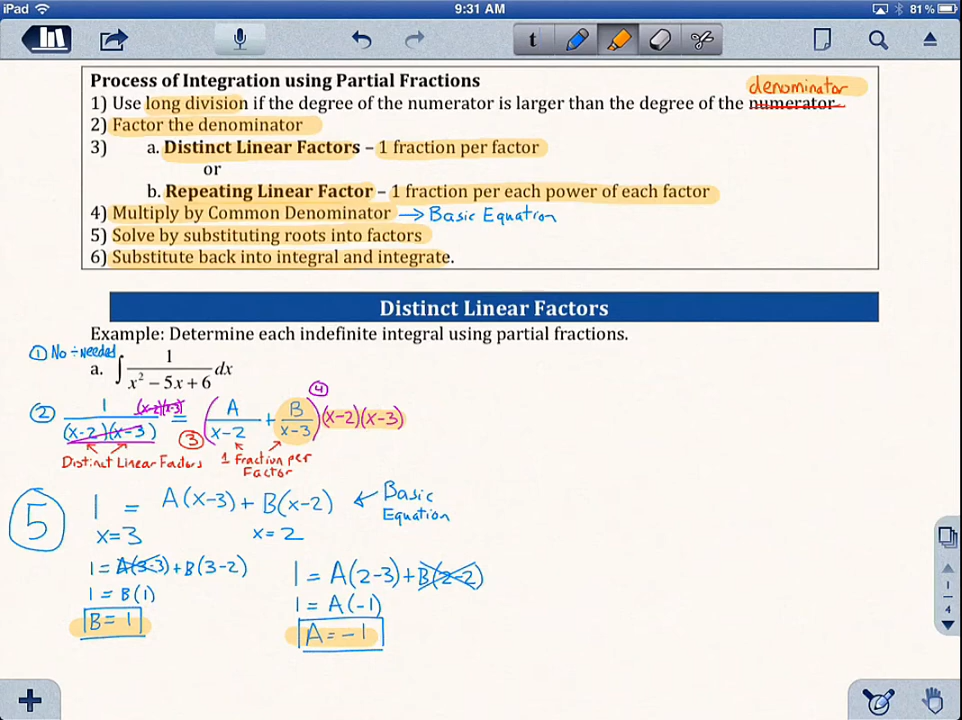 iPad 9:31 AM 81%
t
Process of Integration using Partial Fractions
denominator
1) Use long division if the degree of the numerator is larger than the degree of the numerator
2) Factor the denominator
3) a. Distinct Linear Factors – 1 fraction per factor
or
b. Repeating Linear Factor – 1 fraction per each power of each factor
4) Multiply by Common Denominator → Basic Equation
5) Solve by substituting roots into factors
6) Substitute back into integral and integrate.
Distinct Linear Factors
Example: Determine each indefinite integral using partial fractions.
① No ÷ Needed
a. ∫ 1/(x² − 5x + 6) dx
④
② 1/((x-2)(x-3)) (x-2)(x-3) = (A/(x-2) + B/(x-3)) (x-2)(x-3)
③
Distinct Linear Factors 1 Fraction per Factor
⑤ 1 = A(x-3) + B(x-2) ← Basic Equation
x=3 x=2
1 = A(3-3) + B(3-2)
1 = B(1)
B = 1
1 = A(2-3) + B(2-2)
1 = A(-1)
A = -1
1
4